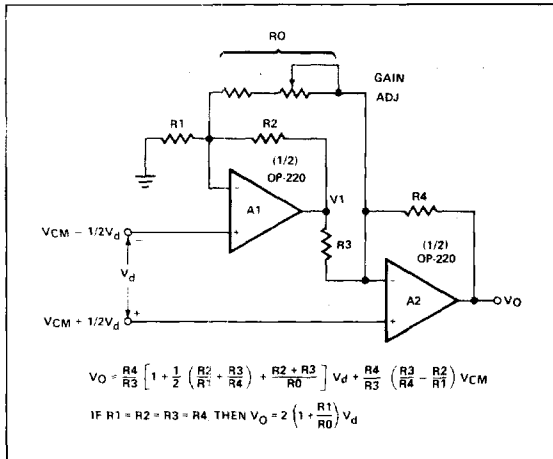 RO
GAIN
ADJ
R1
R2
(1/2)
OP-220
A1
V1
R3
R4
(1/2)
OP-220
A2
VO
VCM − 1/2Vd
−
Vd
+
VCM + 1/2Vd
VO = R4/R3 [1 + 1/2 (R2/R1 + R3/R4) + (R2 + R3)/R0] Vd + R4/R3 (R3/R4 − R2/R1) VCM
IF R1 = R2 = R3 = R4, THEN VO = 2 (1 + R1/R0) Vd